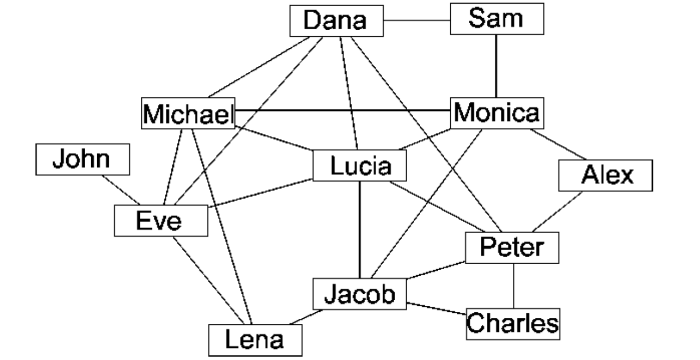 Dana
Sam
Michael
Monica
John
Lucia
Alex
Eve
Peter
Jacob
Charles
Lena